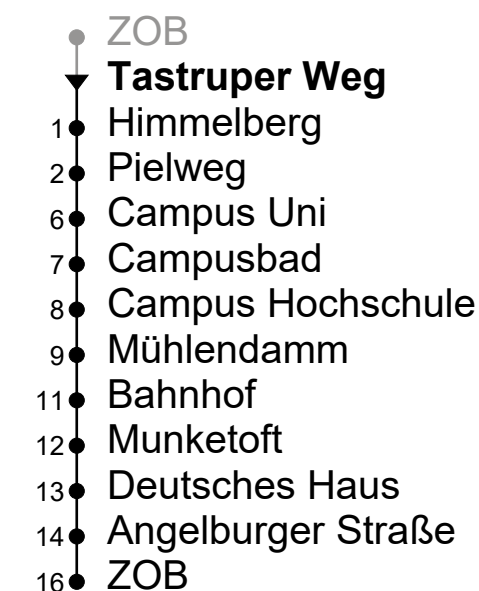 ZOB
Tastruper Weg
1 Himmelberg
2 Pielweg
6 Campus Uni
7 Campusbad
8 Campus Hochschule
9 Mühlendamm
11 Bahnhof
12 Munketoft
13 Deutsches Haus
14 Angelburger Straße
16 ZOB